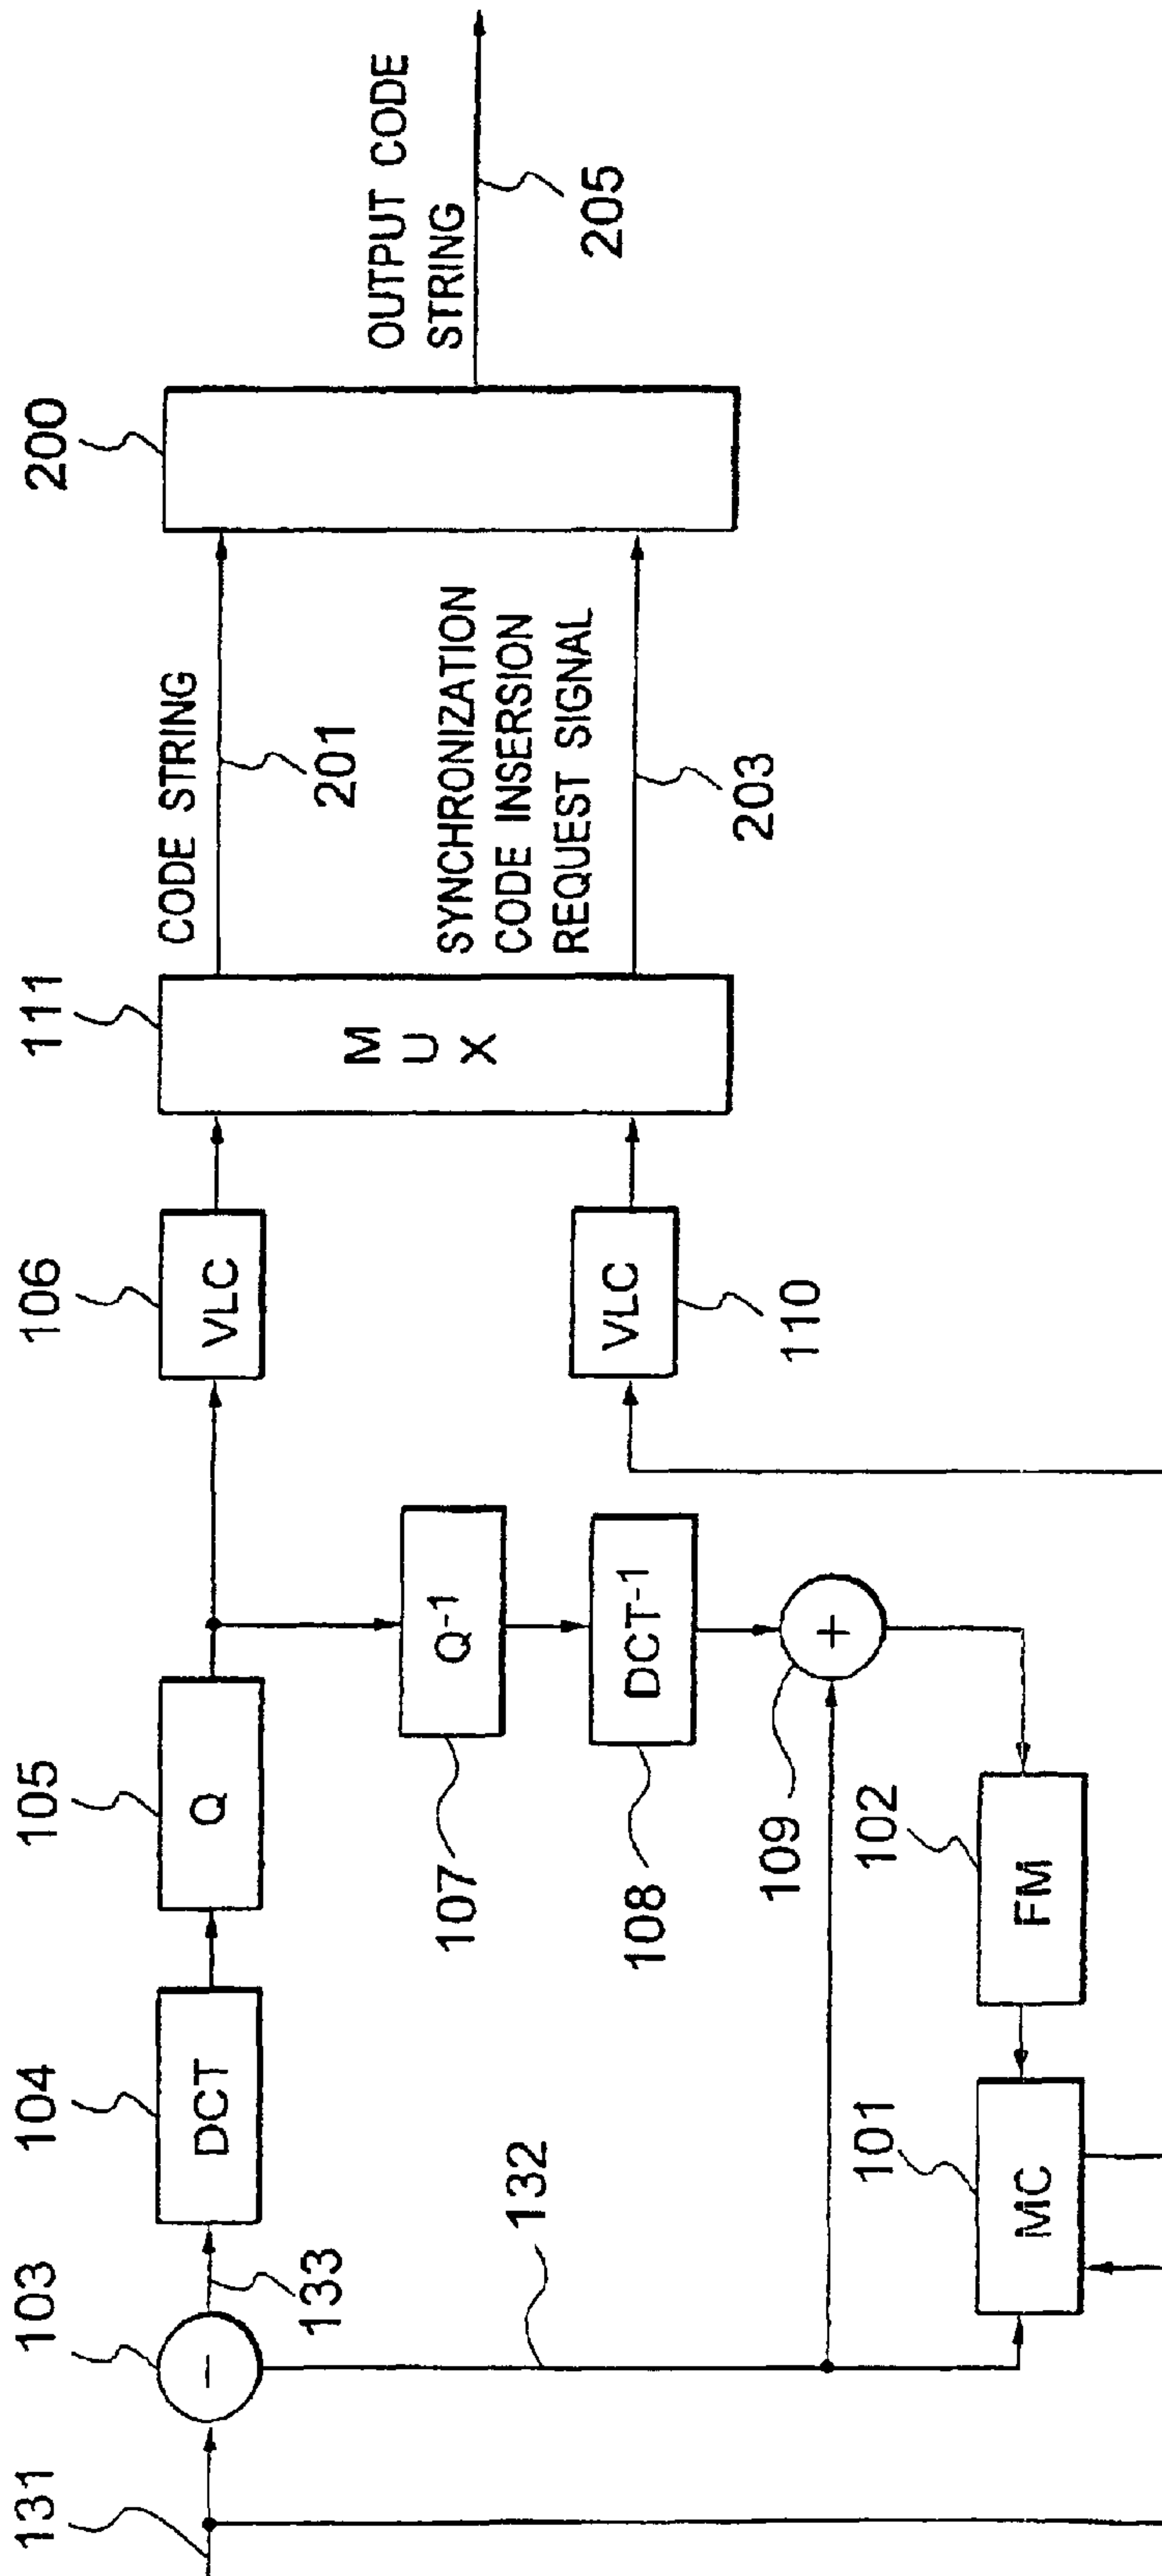 131
103
133
104
DCT
105
Q
106
VLC
111
MUX
CODE STRING
201
200
OUTPUT CODE
STRING
205
SYNCHRONIZATION
CODE INSERSION
REQUEST SIGNAL
203
VLC
110
Q-1
107
DCT-1
108
+
109
132
-
101
MC
102
FM